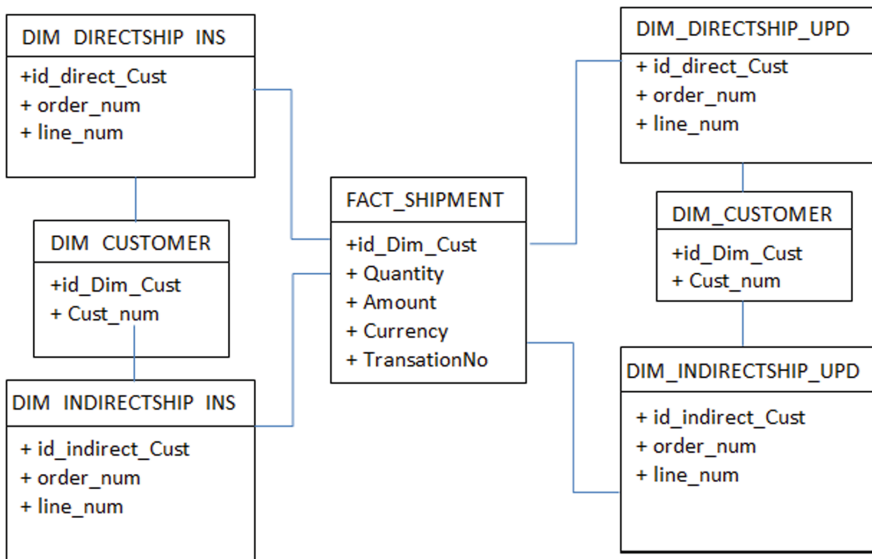 DIM DIRECTSHIP INS
+id_direct_Cust
+ order_num
+ line_num
DIM CUSTOMER
+id_Dim_Cust
+ Cust_num
DIM INDIRECTSHIP INS
+ id_indirect_Cust
+ order_num
+ line_num
FACT_SHIPMENT
+id_Dim_Cust
+ Quantity
+ Amount
+ Currency
+ TransationNo
DIM_DIRECTSHIP_UPD
+ id_direct_Cust
+ order_num
+ line_num
DIM_CUSTOMER
+id_Dim_Cust
+ Cust_num
DIM_INDIRECTSHIP_UPD
+ id_indirect_Cust
+ order_num
+ line_num